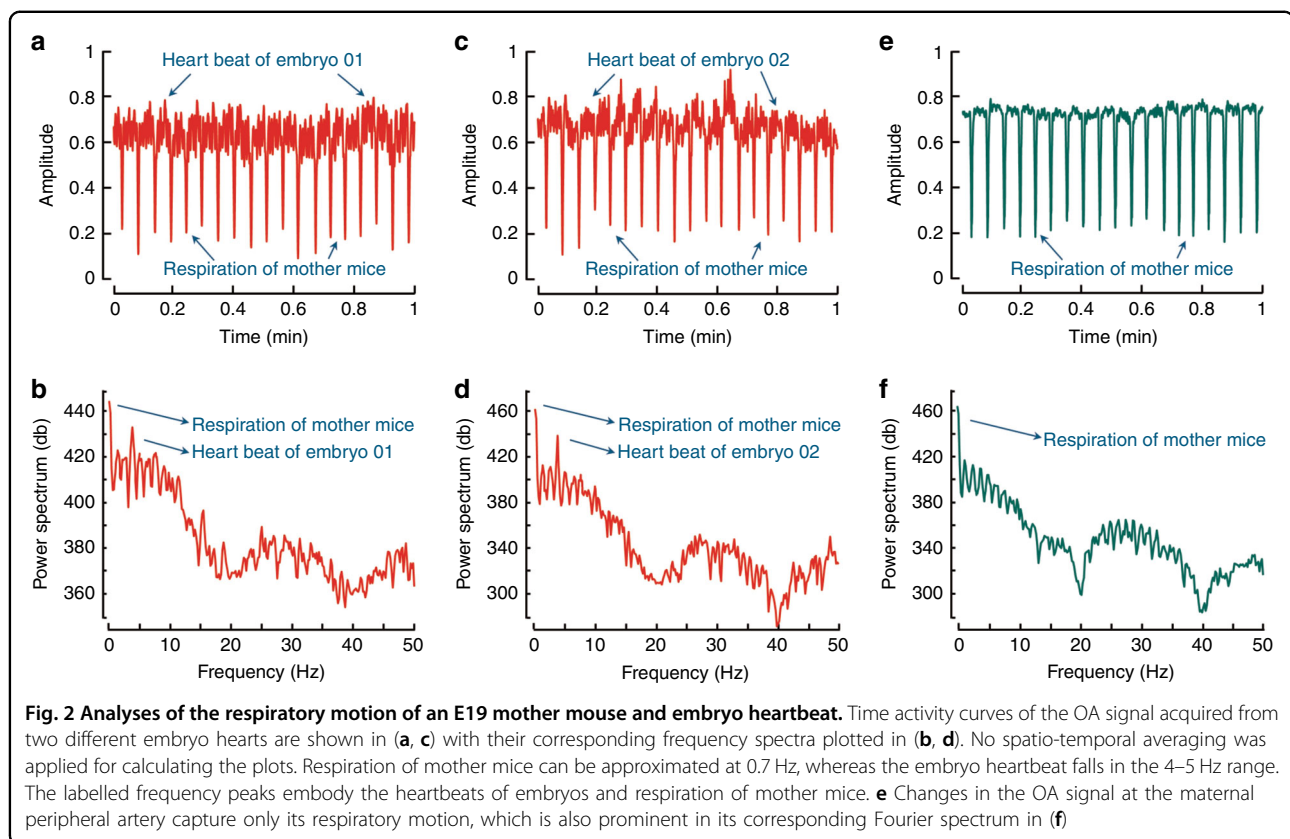 a
1
Heart beat of embryo 01
0.8
0.6
Amplitude
0.4
0.2
Respiration of mother mice
0
0 0.2 0.4 0.6 0.8 1
Time (min)
c
1
Heart beat of embryo 02
0.8
0.6
Amplitude
0.4
0.2
Respiration of mother mice
0
0 0.2 0.4 0.6 0.8 1
Time (min)
e
1
0.8
0.6
Amplitude
0.4
0.2
Respiration of mother mice
0
0 0.2 0.4 0.6 0.8 1
Time (min)
b
440
Respiration of mother mice
Heart beat of embryo 01
420
400
Power spectrum (db)
380
360
0 10 20 30 40 50
Frequency (Hz)
d
460
Respiration of mother mice
Heart beat of embryo 02
420
380
Power spectrum (db)
340
300
0 10 20 30 40 50
Frequency (Hz)
f
460
Respiration of mother mice
420
380
Power spectrum (db)
340
300
0 10 20 30 40 50
Frequency (Hz)
Fig. 2 Analyses of the respiratory motion of an E19 mother mouse and embryo heartbeat. Time activity curves of the OA signal acquired from
two different embryo hearts are shown in (a, c) with their corresponding frequency spectra plotted in (b, d). No spatio-temporal averaging was
applied for calculating the plots. Respiration of mother mice can be approximated at 0.7 Hz, whereas the embryo heartbeat falls in the 4–5 Hz range.
The labelled frequency peaks embody the heartbeats of embryos and respiration of mother mice. e Changes in the OA signal at the maternal
peripheral artery capture only its respiratory motion, which is also prominent in its corresponding Fourier spectrum in (f)